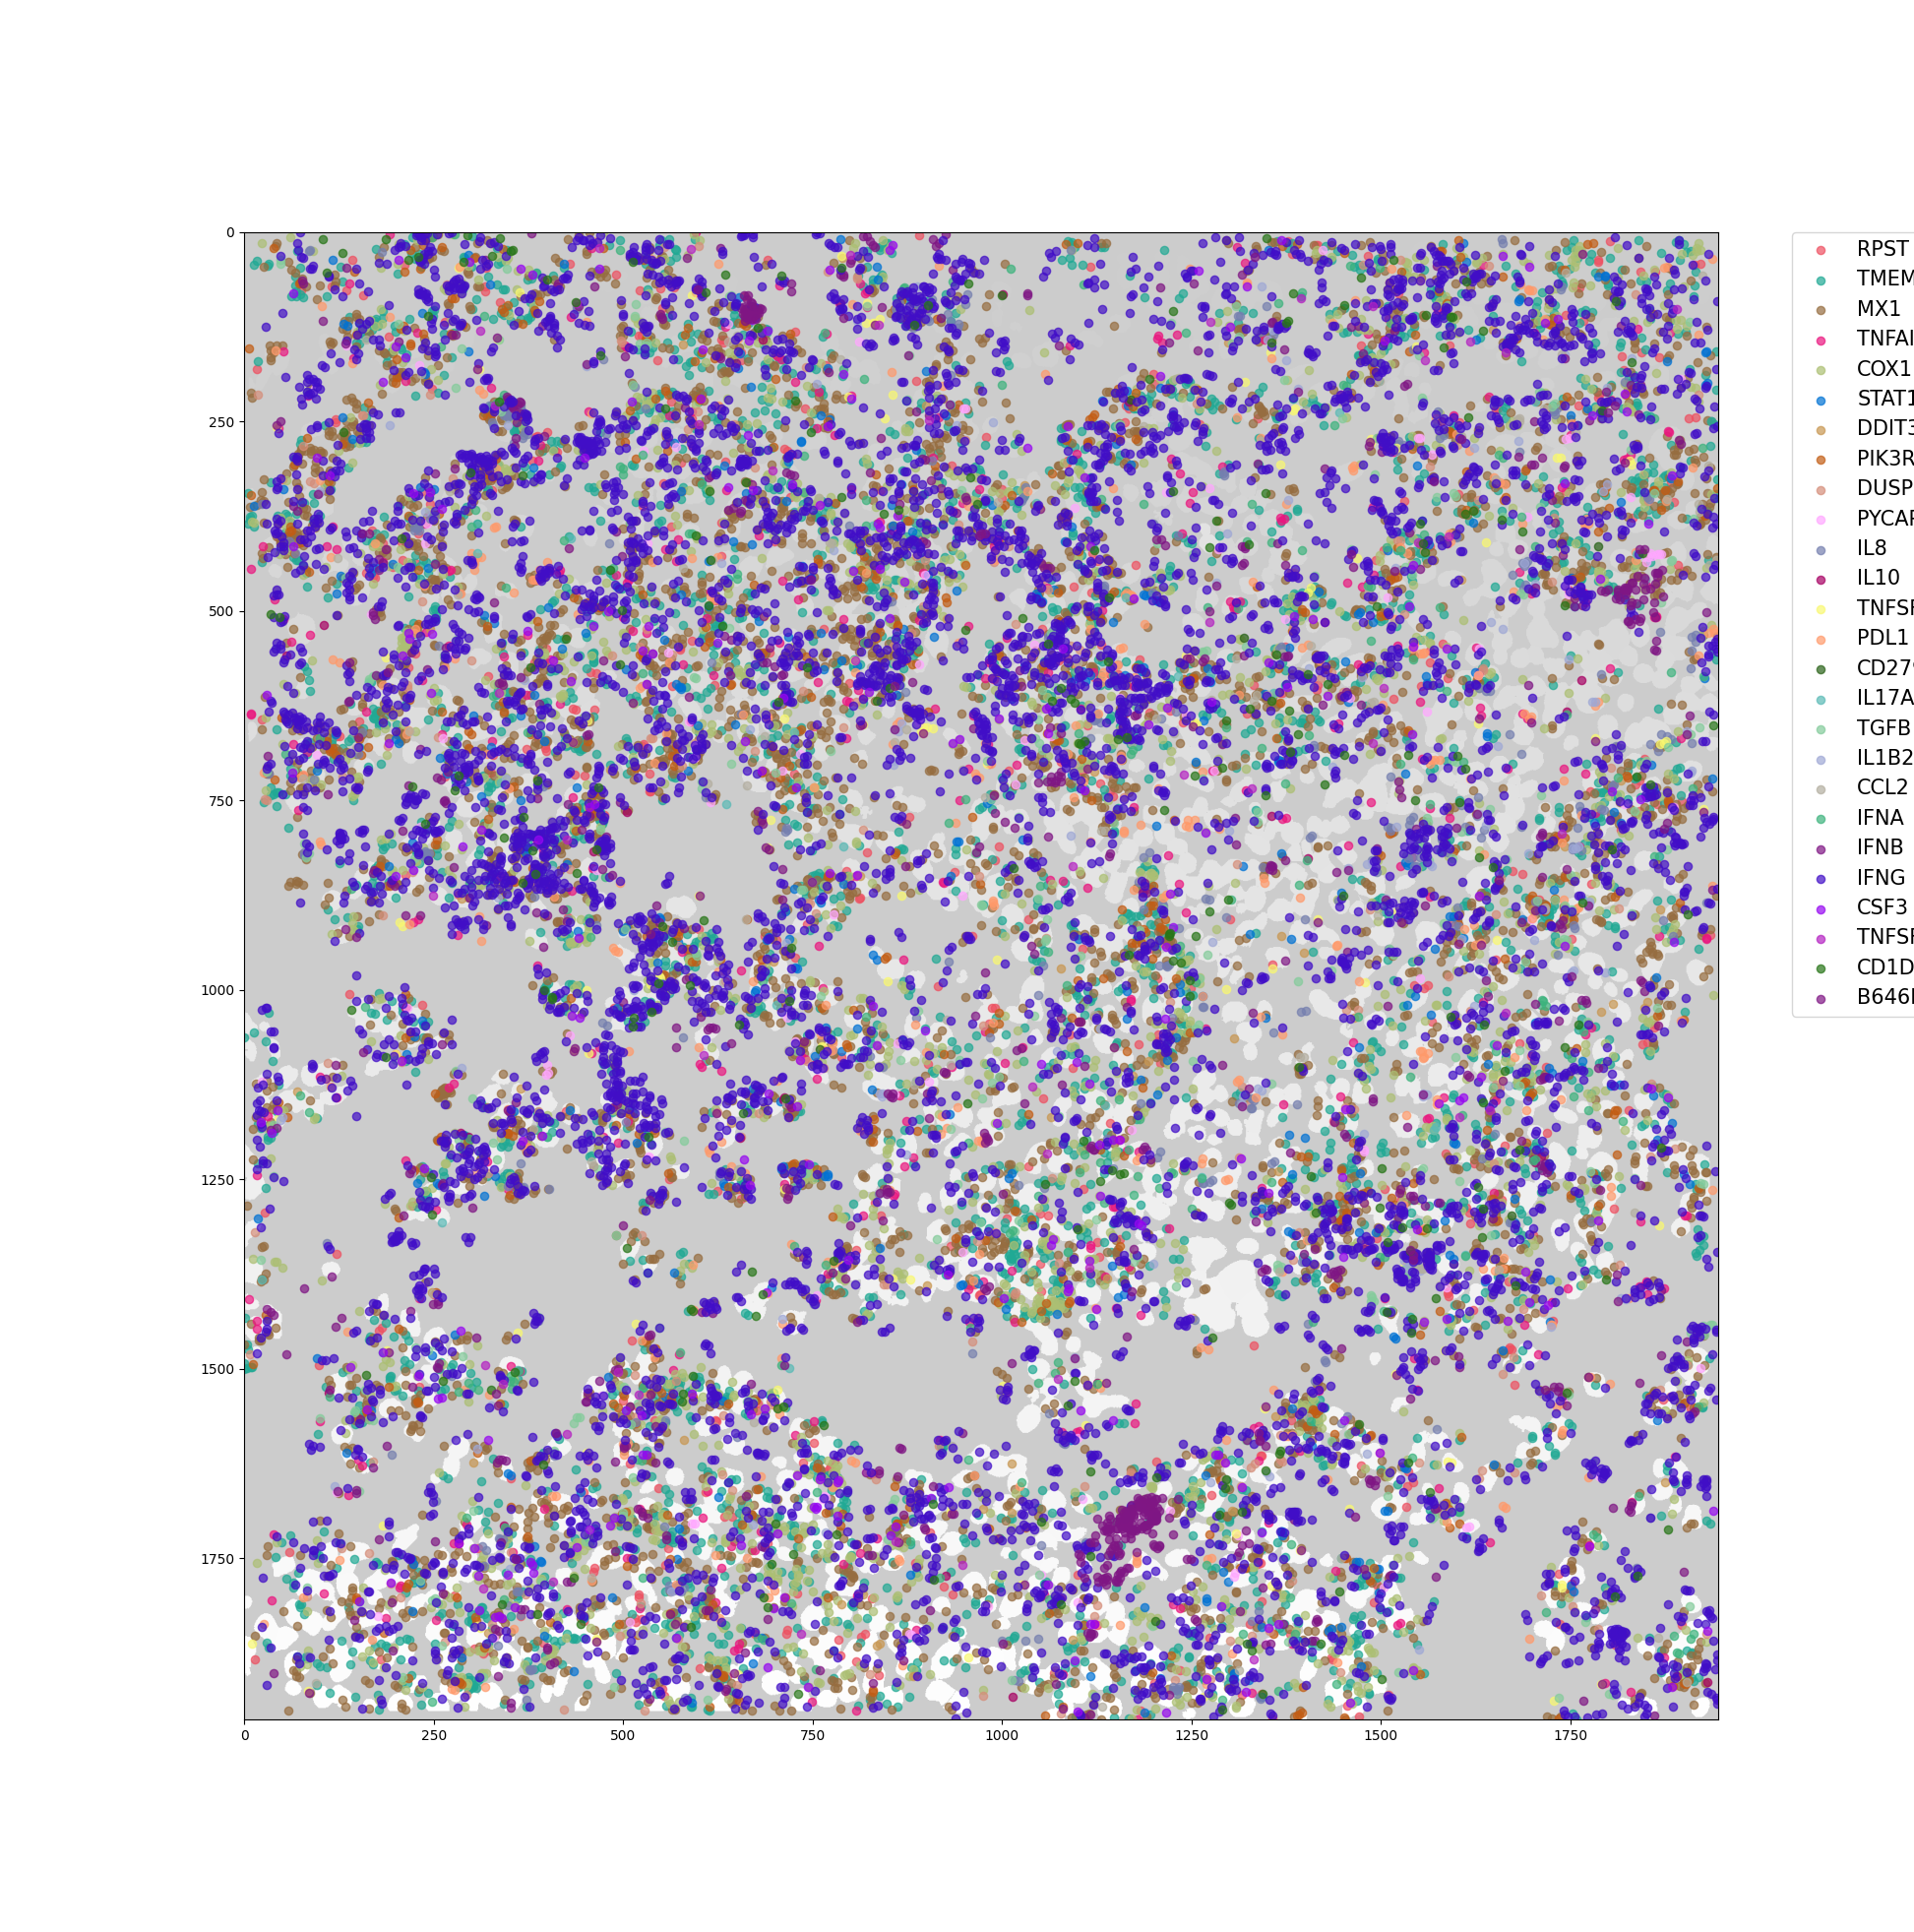 0
250
500
750
1000
1250
1500
1750
0
250
500
750
1000
1250
1500
1750
RPST
TMEM
MX1
TNFAI
COX1
STAT1
DDIT3
PIK3R
DUSP
PYCAR
IL8
IL10
TNFSF
PDL1
CD279
IL17A
TGFB
IL1B2
CCL2
IFNA
IFNB
IFNG
CSF3
TNFSF
CD1D
B646L